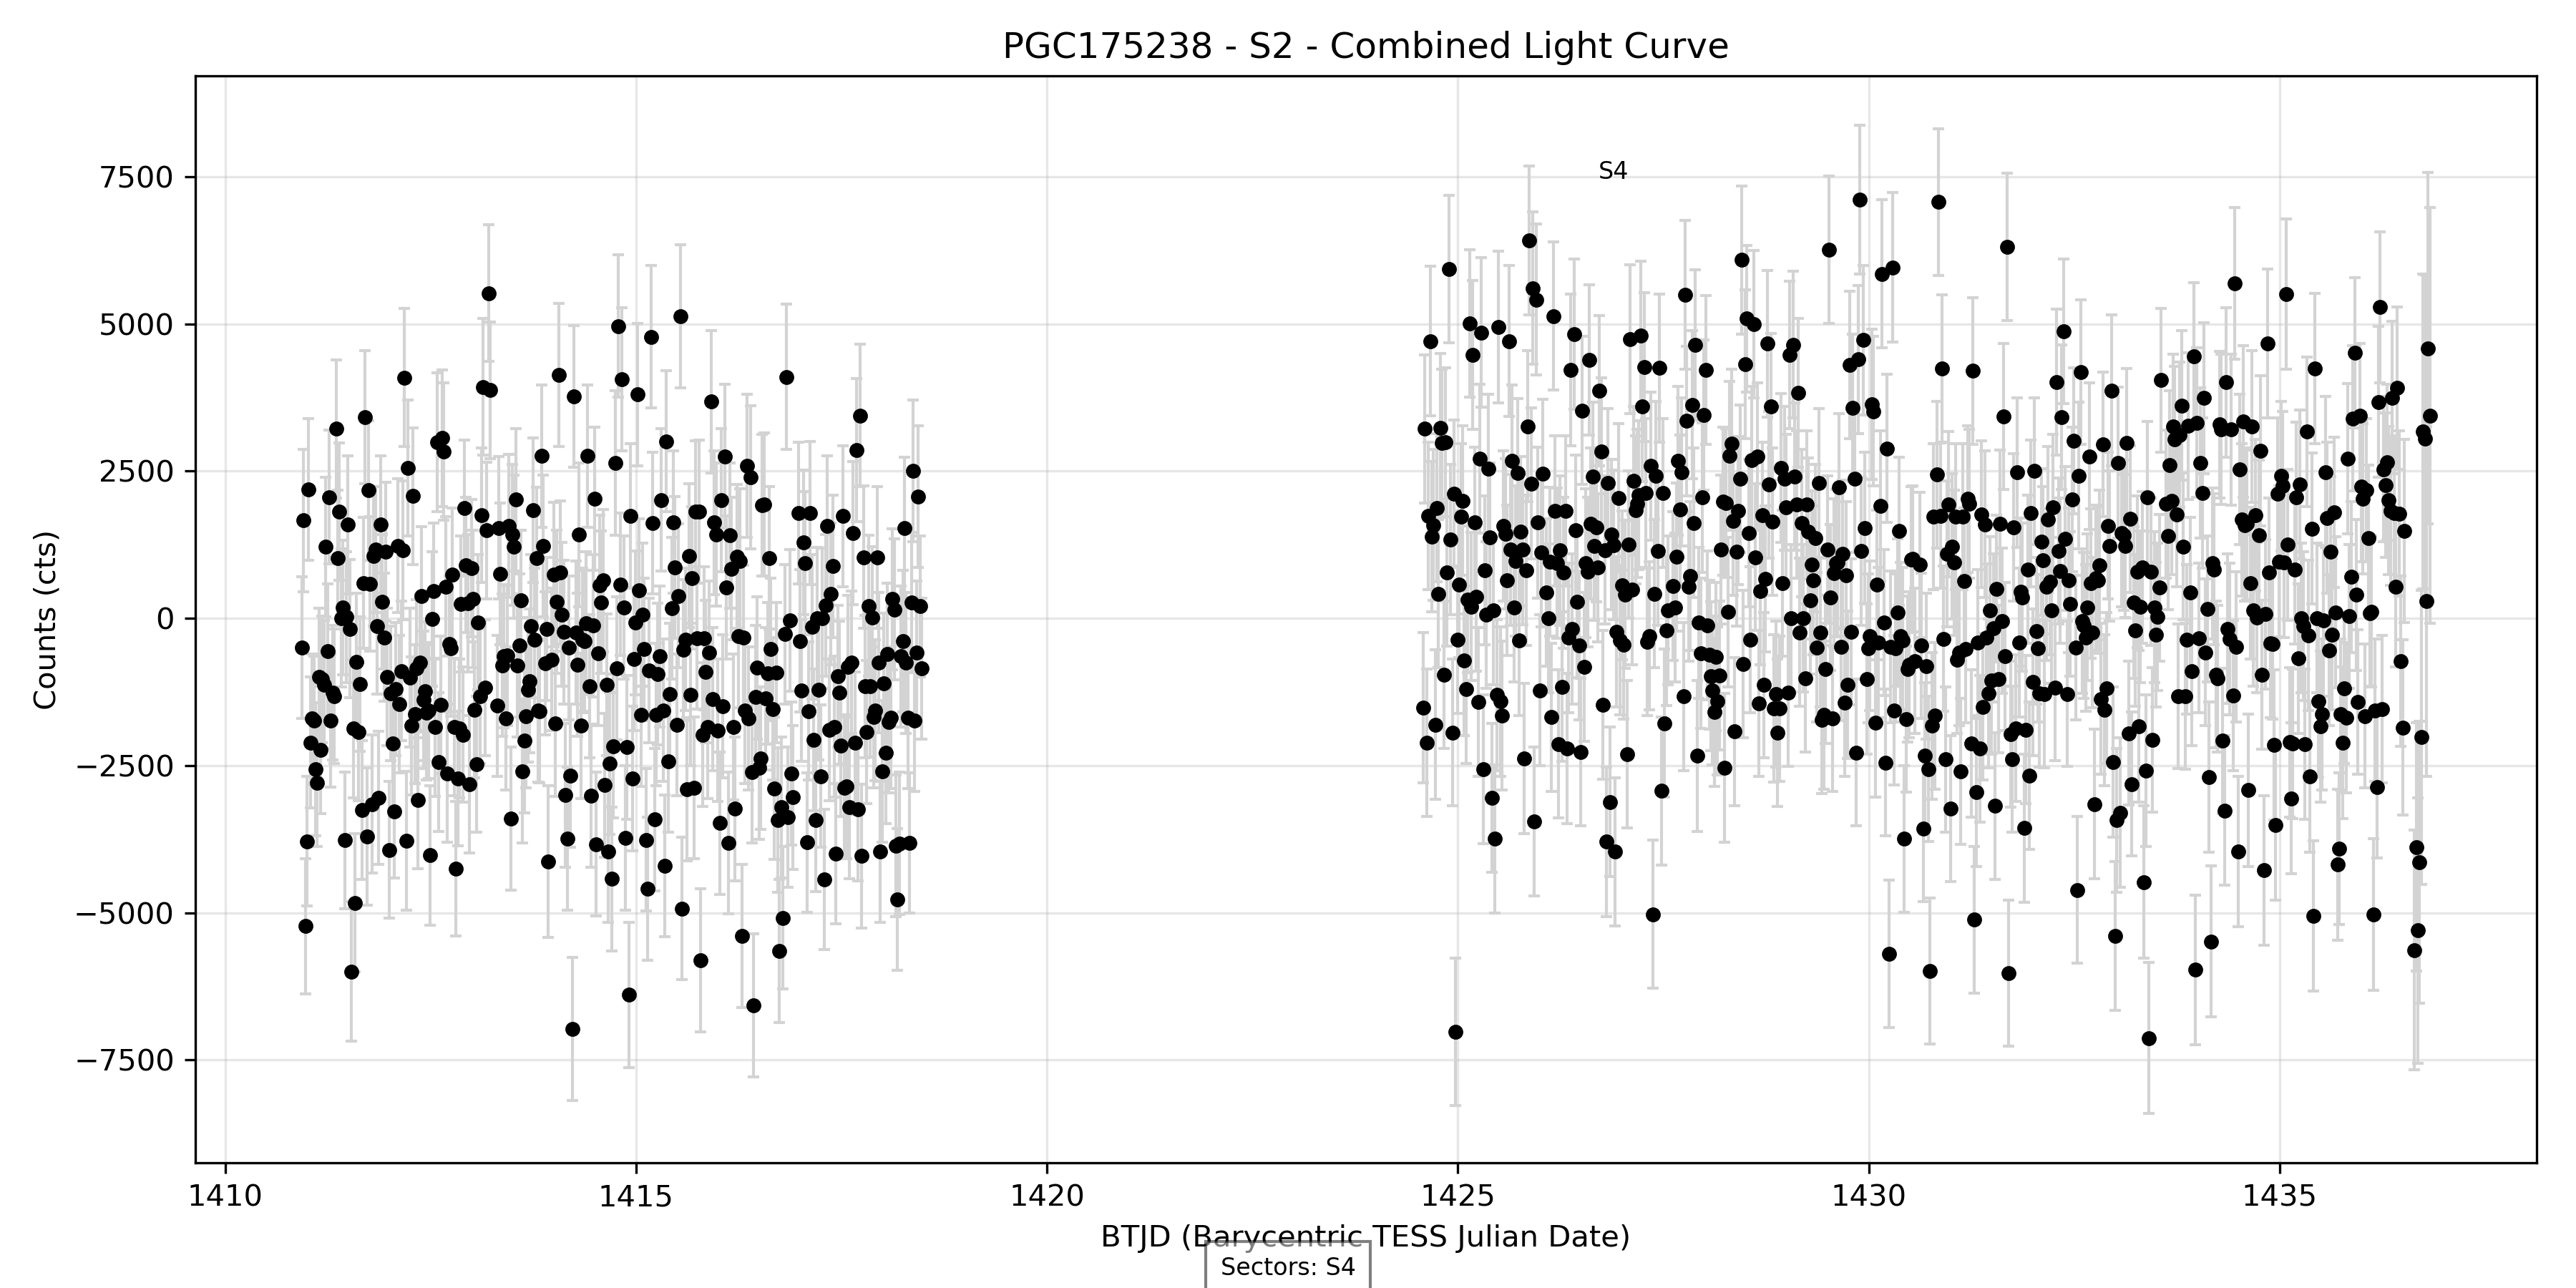 PGC175238 - S2 - Combined Light Curve
S4
7500
5000
2500
0
−2500
−5000
−7500
Counts (cts)
1410 1415 1420 1425 1430 1435
BTJD (Barycentric TESS Julian Date)
Sectors: S4